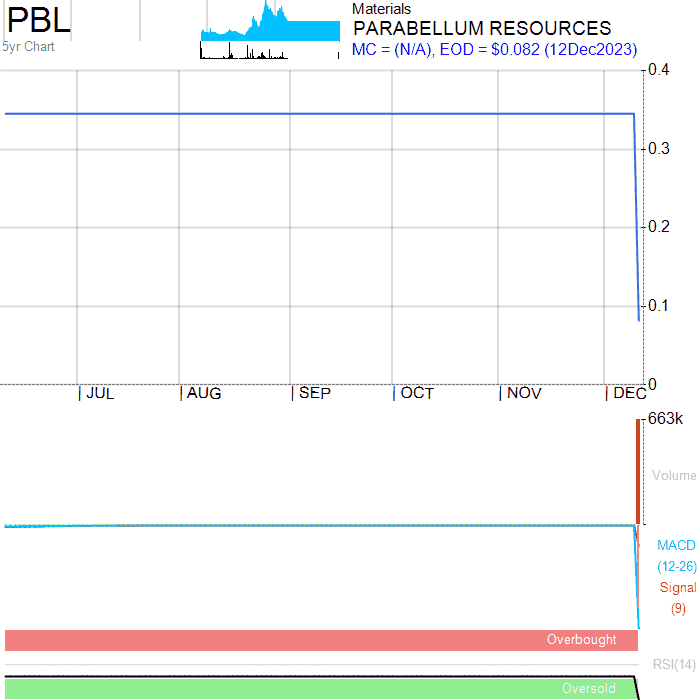 PBL
5yr Chart
Materials
PARABELLUM RESOURCES
MC = (N/A), EOD = $0.082 (12Dec2023)
0.4
0.3
0.2
0.1
0
JUL AUG SEP OCT NOV DEC
663k
Volume
MACD
(12-26)
Signal
(9)
Overbought
RSI(14)
Oversold